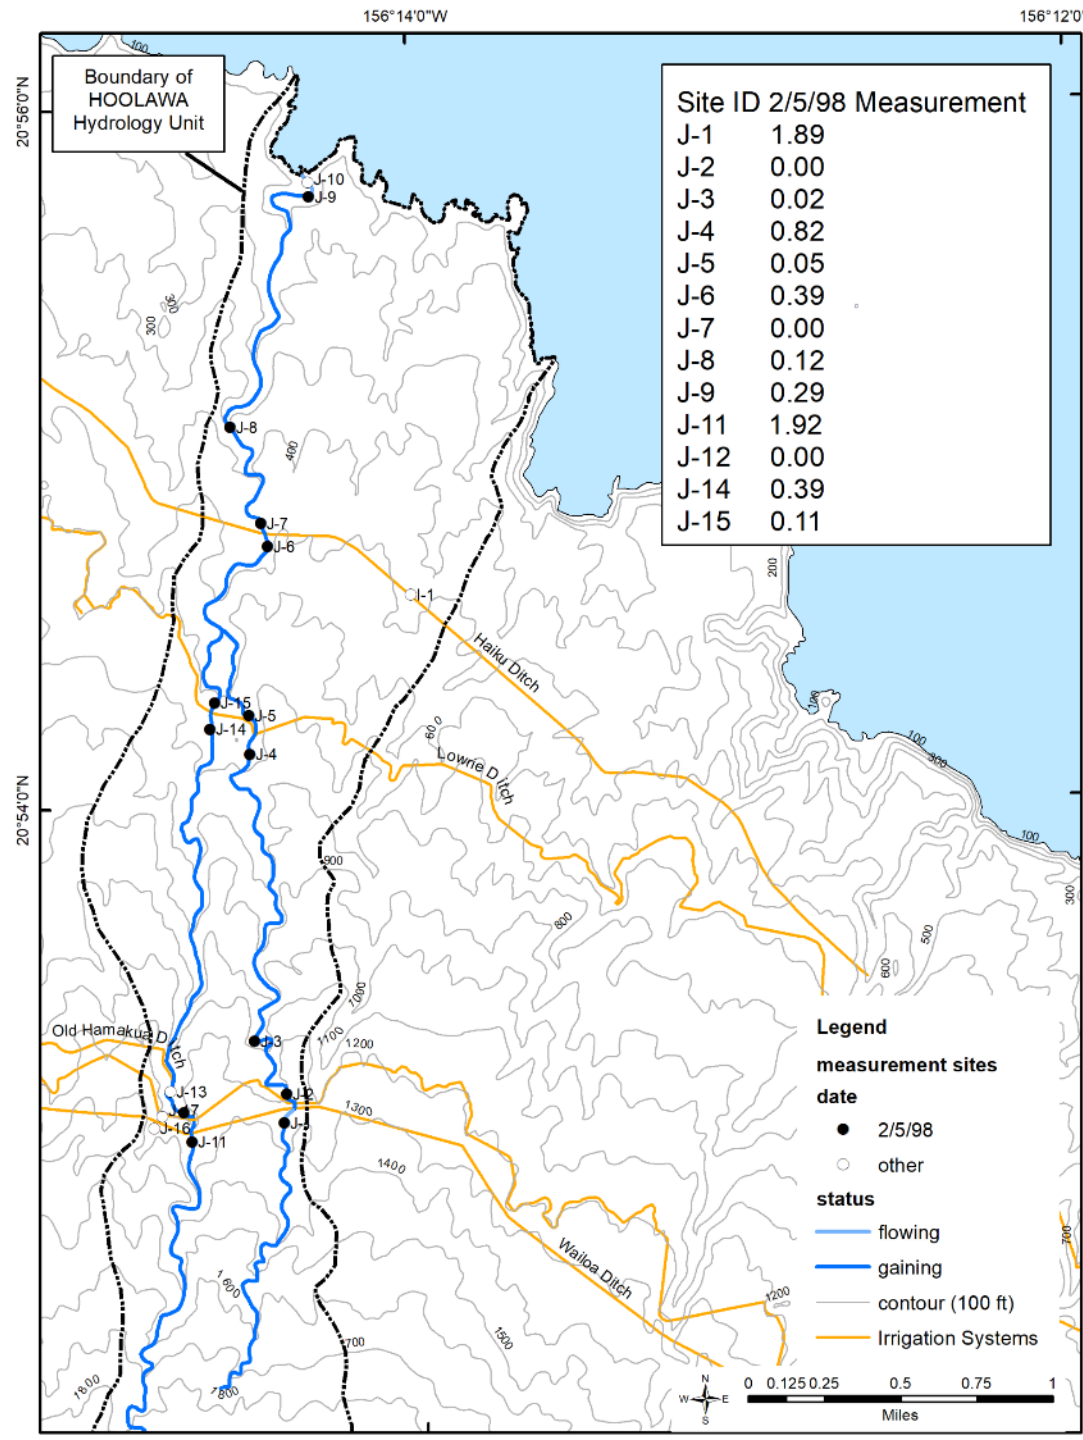 156°14'0"W
156°12'0
20°56'0"N
20°54'0"N
100
Boundary of
HOOLAWA
Hydrology Unit
Site ID 2/5/98 Measurement
J-1 1.89
J-2 0.00
J-3 0.02
J-4 0.82
J-5 0.05
J-6 0.39
J-7 0.00
J-8 0.12
J-9 0.29
J-11 1.92
J-12 0.00
J-14 0.39
J-15 0.11
J-10
J-9
300
300
J-8
400
J-7
J-6
I-1
200
Haiku Ditch
J-15
J-5
J-14
J-4
600
Lowrie Ditch
100
100
300
100
900
300
800
500
600
1000
Old Hamakua Ditch
J-3
1100
1200
J-13
J-2
1300
J-16
J-11
1400
1600
Wailoa Ditch
1200
700
1500
700
1800
1800
Legend
measurement sites
date
2/5/98
other
status
flowing
gaining
contour (100 ft)
Irrigation Systems
N
W E
S
0 0.125 0.25 0.5 0.75 1
Miles